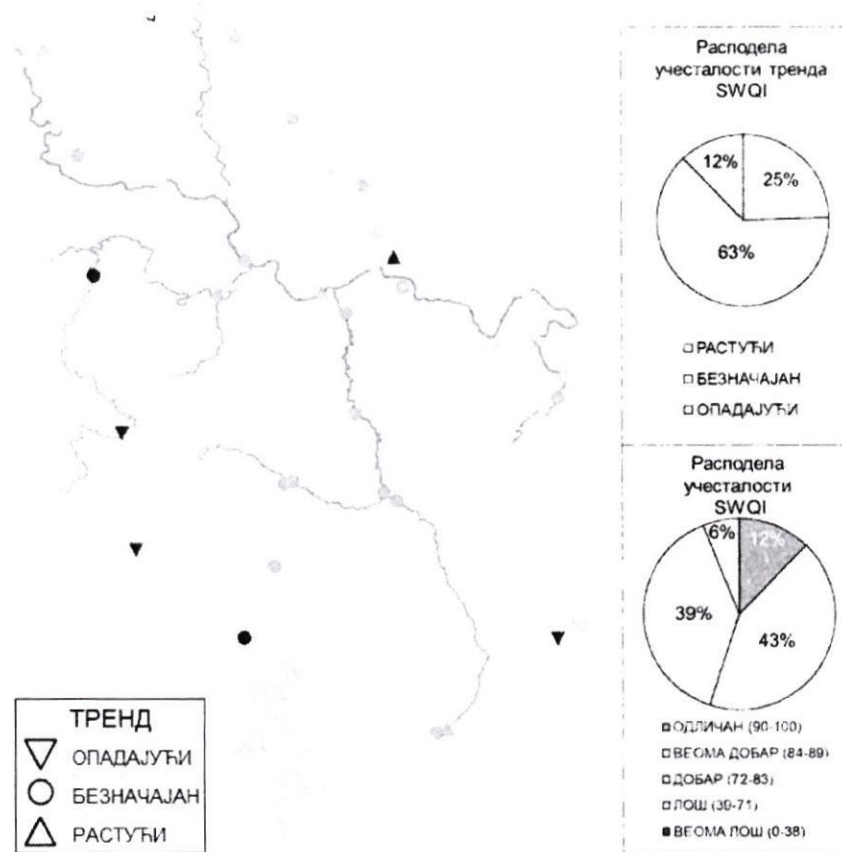 Расподела
учесталости тренда
SWQI
12%
25%
63%
РАСТУЋИ
БЕЗНАЧАЈАН
ОПАДАЈУЋИ
Расподела
учесталости
SWQI
6%
12%
39%
43%
ОДЛИЧАН (90-100)
ВЕОМА ДОБАР (84-89)
ДОБАР (72-83)
ЛОШ (39-71)
ВЕОМА ЛОШ (0-38)
ТРЕНД
ОПАДАЈУЋИ
БЕЗНАЧАЈАН
РАСТУЋИ